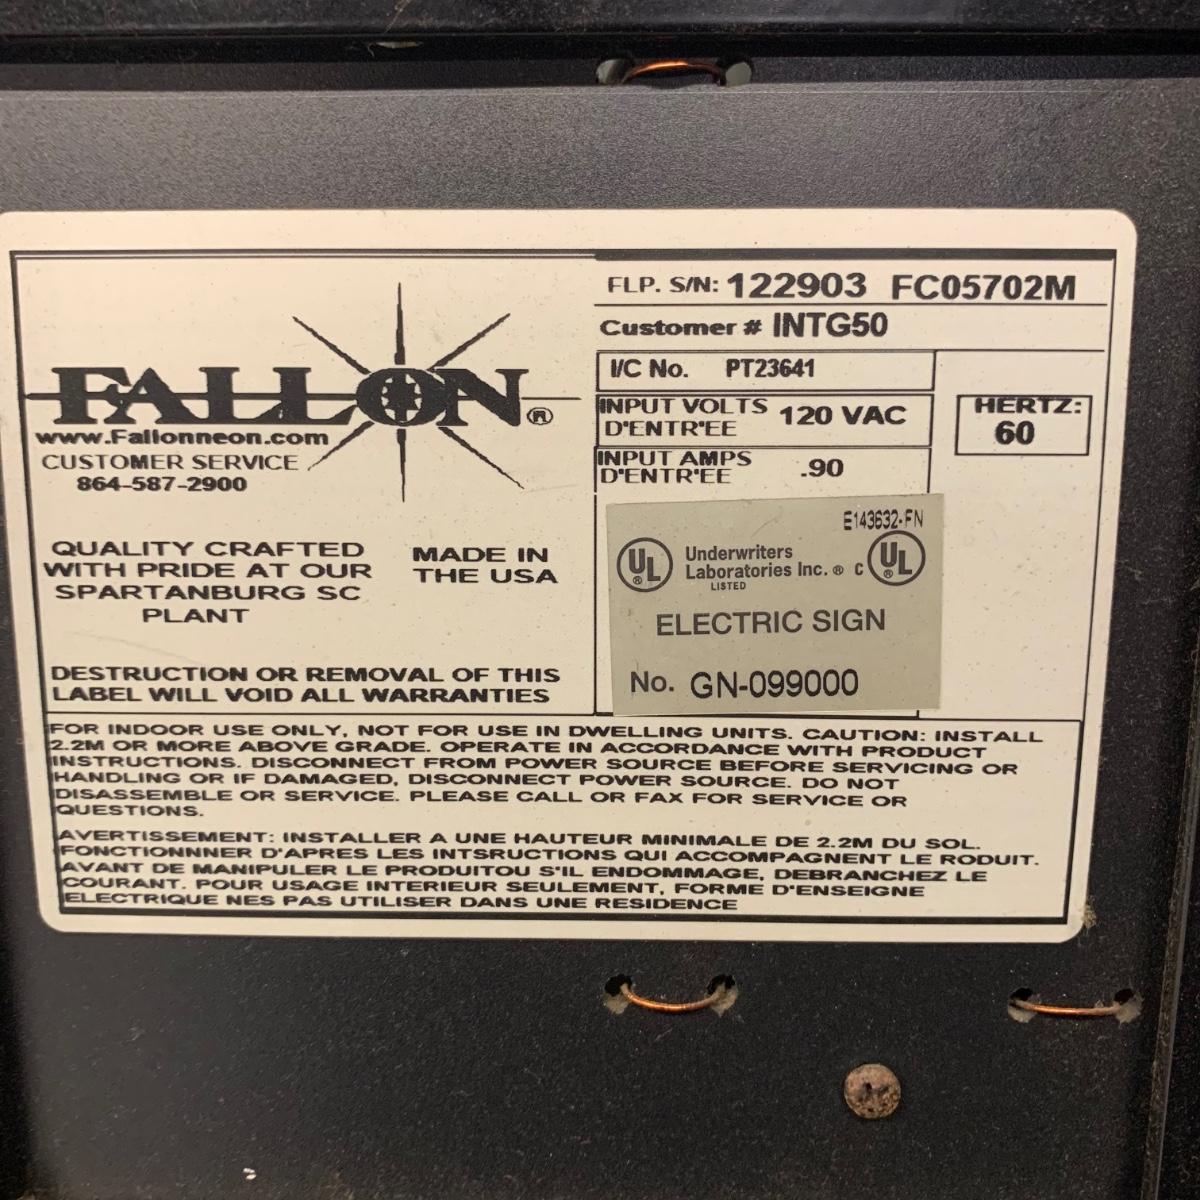 FLP. S/N: 122903 FC05702M
Customer # INTG50
I/C No. PT23641
INPUT VOLTS
D'ENTR'EE
120 VAC
INPUT AMPS
D'ENTR'EE
.90
HERTZ:
60
FALLON®
www.Fallonneon.com
CUSTOMER SERVICE
864-587-2900
QUALITY CRAFTED
WITH PRIDE AT OUR
SPARTANBURG SC
PLANT
MADE IN
THE USA
DESTRUCTION OR REMOVAL OF THIS
LABEL WILL VOID ALL WARRANTIES
E143632-FN
UL ®
Underwriters
Laboratories Inc. ®
LISTED
C UL ®
ELECTRIC SIGN
No. GN-099000
FOR INDOOR USE ONLY, NOT FOR USE IN DWELLING UNITS. CAUTION: INSTALL
2.2M OR MORE ABOVE GRADE. OPERATE IN ACCORDANCE WITH PRODUCT
INSTRUCTIONS. DISCONNECT FROM POWER SOURCE BEFORE SERVICING OR
HANDLING OR IF DAMAGED, DISCONNECT POWER SOURCE. DO NOT
DISASSEMBLE OR SERVICE. PLEASE CALL OR FAX FOR SERVICE OR
QUESTIONS.
AVERTISSEMENT: INSTALLER A UNE HAUTEUR MINIMALE DE 2.2M DU SOL.
FONCTIONNNER D'APRES LES INTSRUCTIONS QUI ACCOMPAGNENT LE RODUIT.
AVANT DE MANIPULER LE PRODUITOU S'IL ENDOMMAGE, DEBRANCHEZ LE
COURANT. POUR USAGE INTERIEUR SEULEMENT, FORME D'ENSEIGNE
ELECTRIQUE NES PAS UTILISER DANS UNE RESIDENCE